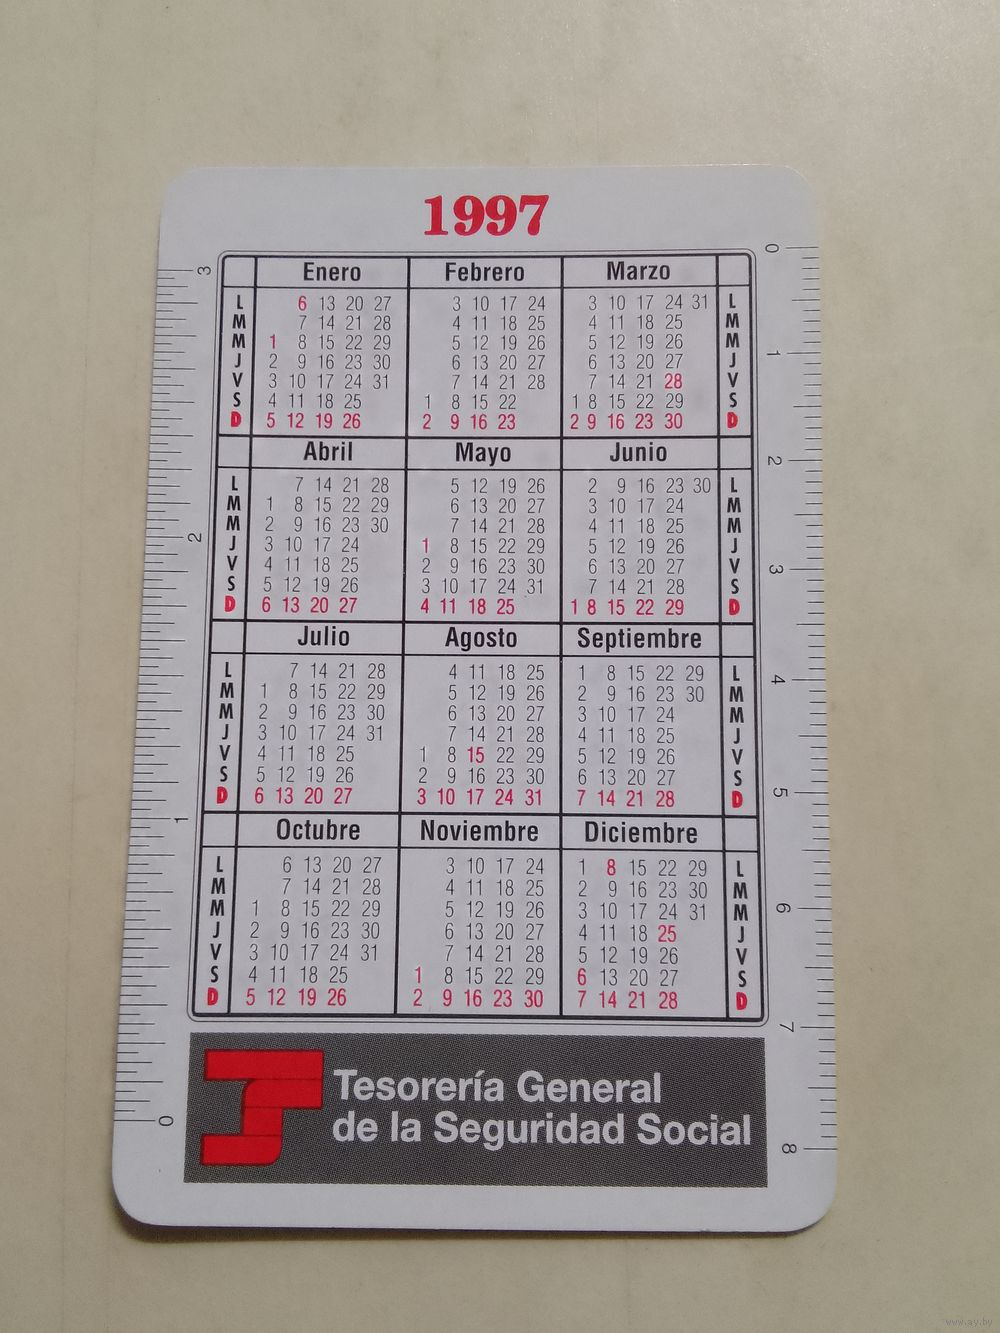 1997
Enero Febrero Marzo
L 6 13 20 27 3 10 17 24 3 10 17 24 31 L
M 7 14 21 28 4 11 18 25 4 11 18 25 M
M 1 8 15 22 29 5 12 19 26 5 12 19 26 M
J 2 9 16 23 30 6 13 20 27 6 13 20 27 J
V 3 10 17 24 31 7 14 21 28 7 14 21 28 V
S 4 11 18 25 1 8 15 22 1 8 15 22 29 S
D 5 12 19 26 2 9 16 23 2 9 16 23 30 D
Abril Mayo Junio
L 7 14 21 28 5 12 19 26 2 9 16 23 30 L
M 1 8 15 22 29 6 13 20 27 3 10 17 24 M
M 2 9 16 23 30 7 14 21 28 4 11 18 25 M
J 3 10 17 24 1 8 15 22 29 5 12 19 26 J
V 4 11 18 25 2 9 16 23 30 6 13 20 27 V
S 5 12 19 26 3 10 17 24 31 7 14 21 28 S
D 6 13 20 27 4 11 18 25 1 8 15 22 29 D
Julio Agosto Septiembre
L 7 14 21 28 4 11 18 25 1 8 15 22 29 L
M 1 8 15 22 29 5 12 19 26 2 9 16 23 30 M
M 2 9 16 23 30 6 13 20 27 3 10 17 24 M
J 3 10 17 24 31 7 14 21 28 4 11 18 25 J
V 4 11 18 25 1 8 15 22 29 5 12 19 26 V
S 5 12 19 26 2 9 16 23 30 6 13 20 27 S
D 6 13 20 27 3 10 17 24 31 7 14 21 28 D
Octubre Noviembre Diciembre
L 6 13 20 27 3 10 17 24 1 8 15 22 29 L
M 7 14 21 28 4 11 18 25 2 9 16 23 30 M
M 1 8 15 22 29 5 12 19 26 3 10 17 24 31 M
J 2 9 16 23 30 6 13 20 27 4 11 18 25 J
V 3 10 17 24 31 7 14 21 28 5 12 19 26 V
S 4 11 18 25 1 8 15 22 29 6 13 20 27 S
D 5 12 19 26 2 9 16 23 30 7 14 21 28 D
Tesorería General
de la Seguridad Social
3
2
1
0
0
1
2
3
4
5
6
7
8
www.ay.by